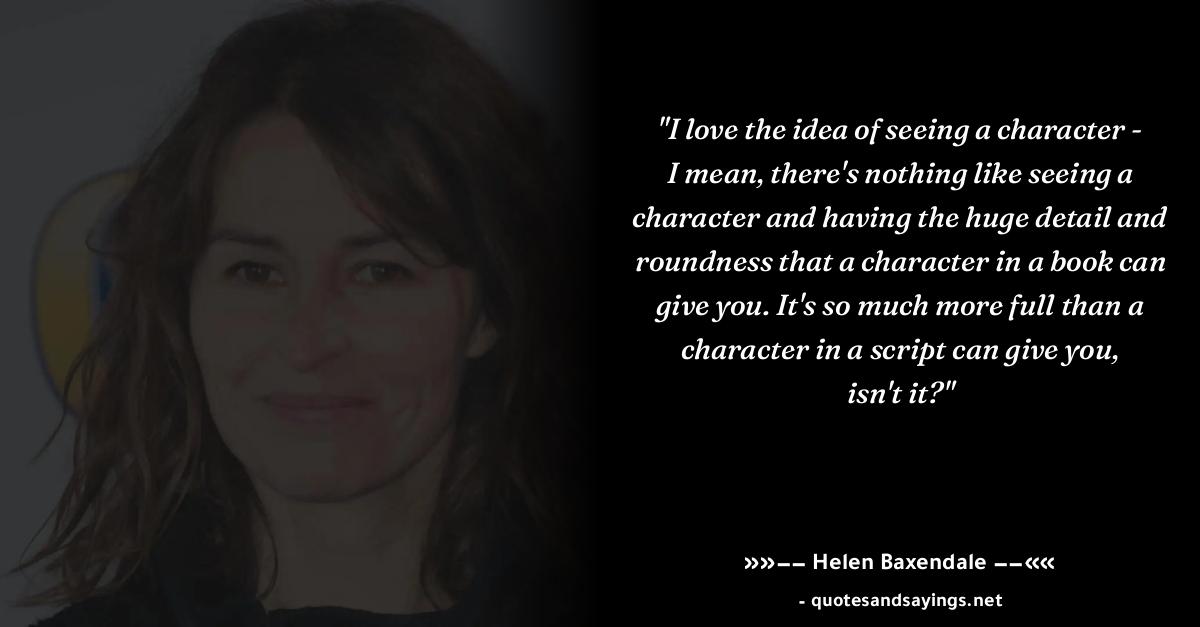 "I love the idea of seeing a character -
I mean, there's nothing like seeing a
character and having the huge detail and
roundness that a character in a book can
give you. It's so much more full than a
character in a script can give you,
isn't it?"
»»–– Helen Baxendale ––««
- quotesandsayings.net